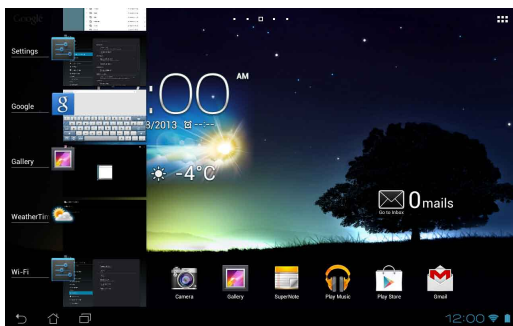 Google
Settings
Google
Gallery
WeatherTim
Wi-Fi
:00 AM
3/2013 --:--
-4°C
Go to Inbox
0mails
Camera
Gallery
SuperNote
Play Music
Play Store
Gmail
12:00